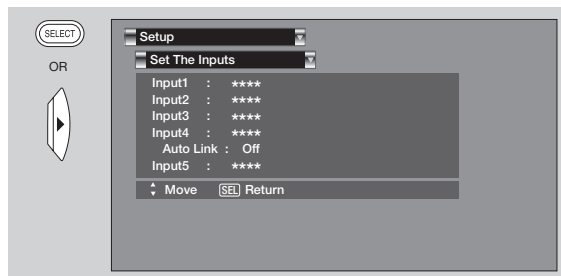 SELECT
OR
Setup
Set The Inputs
Input1 : ****
Input2 : ****
Input3 : ****
Input4 : ****
Auto Link : Off
Input5 : ****
Move SEL Return